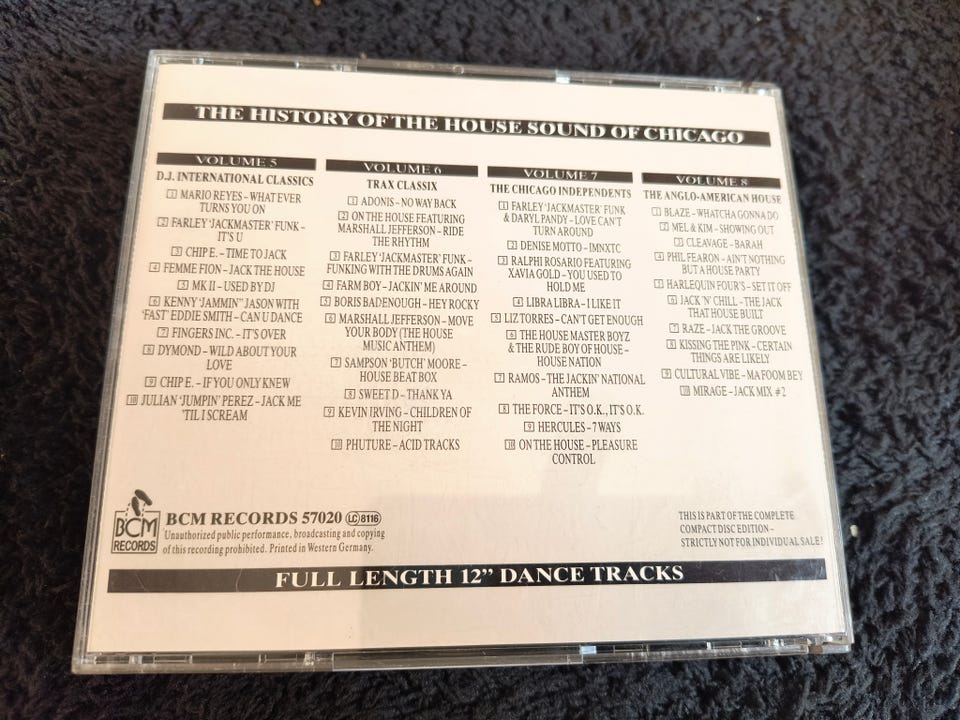 THE HISTORY OF THE HOUSE SOUND OF CHICAGO
VOLUME 5
D.J. INTERNATIONAL CLASSICS
1 MARIO REYES – WHAT EVER
TURNS YOU ON
2 FARLEY 'JACKMASTER' FUNK –
IT'S U
3 CHIP E. – TIME TO JACK
4 FEMME FION – JACK THE HOUSE
5 MK II – USED BY DJ
6 KENNY 'JAMMIN'' JASON WITH
'FAST' EDDIE SMITH – CAN U DANCE
7 FINGERS INC. – IT'S OVER
8 DYMOND – WILD ABOUT YOUR
LOVE
9 CHIP E. – IF YOU ONLY KNEW
10 JULIAN 'JUMPIN' PEREZ – JACK ME
'TIL I SCREAM
VOLUME 6
TRAX CLASSIX
1 ADONIS – NO WAY BACK
2 ON THE HOUSE FEATURING
MARSHALL JEFFERSON – RIDE
THE RHYTHM
3 FARLEY 'JACKMASTER' FUNK –
FUNKING WITH THE DRUMS AGAIN
4 FARM BOY – JACKIN' ME AROUND
5 BORIS BADENOUGH – HEY ROCKY
6 MARSHALL JEFFERSON – MOVE
YOUR BODY (THE HOUSE
MUSIC ANTHEM)
7 SAMPSON 'BUTCH' MOORE –
HOUSE BEAT BOX
8 SWEET D – THANK YA
9 KEVIN IRVING – CHILDREN OF
THE NIGHT
10 PHUTURE – ACID TRACKS
VOLUME 7
THE CHICAGO INDEPENDENTS
1 FARLEY 'JACKMASTER' FUNK
& DARYL PANDY – LOVE CAN'T
TURN AROUND
2 DENISE MOTTO – IMNXTC
3 RALPHI ROSARIO FEATURING
XAVIA GOLD – YOU USED TO
HOLD ME
4 LIBRA LIBRA – I LIKE IT
5 LIZ TORRES – CAN'T GET ENOUGH
6 THE HOUSE MASTER BOYZ
& THE RUDE BOY OF HOUSE –
HOUSE NATION
7 RAMOS – THE JACKIN' NATIONAL
ANTHEM
8 THE FORCE – IT'S O.K., IT'S O.K.
9 HERCULES – 7 WAYS
10 ON THE HOUSE – PLEASURE
CONTROL
VOLUME 8
THE ANGLO-AMERICAN HOUSE
1 BLAZE – WHATCHA GONNA DO
2 MEL & KIM – SHOWING OUT
3 CLEAVAGE – BARAH
4 PHIL FEARON – AIN'T NOTHING
BUT A HOUSE PARTY
5 HARLEQUIN FOUR'S – SET IT OFF
6 JACK 'N' CHILL – THE JACK
THAT HOUSE BUILT
7 RAZE – JACK THE GROOVE
8 KISSING THE PINK – CERTAIN
THINGS ARE LIKELY
9 CULTURAL VIBE – MA FOOM BEY
10 MIRAGE – JACK MIX #2
BCM
RECORDS
BCM RECORDS 57020 LC 8116
Unauthorized public performance, broadcasting and copying
of this recording prohibited. Printed in Western Germany.
THIS IS PART OF THE COMPLETE
COMPACT DISC EDITION –
STRICTLY NOT FOR INDIVIDUAL SALE!
FULL LENGTH 12" DANCE TRACKS